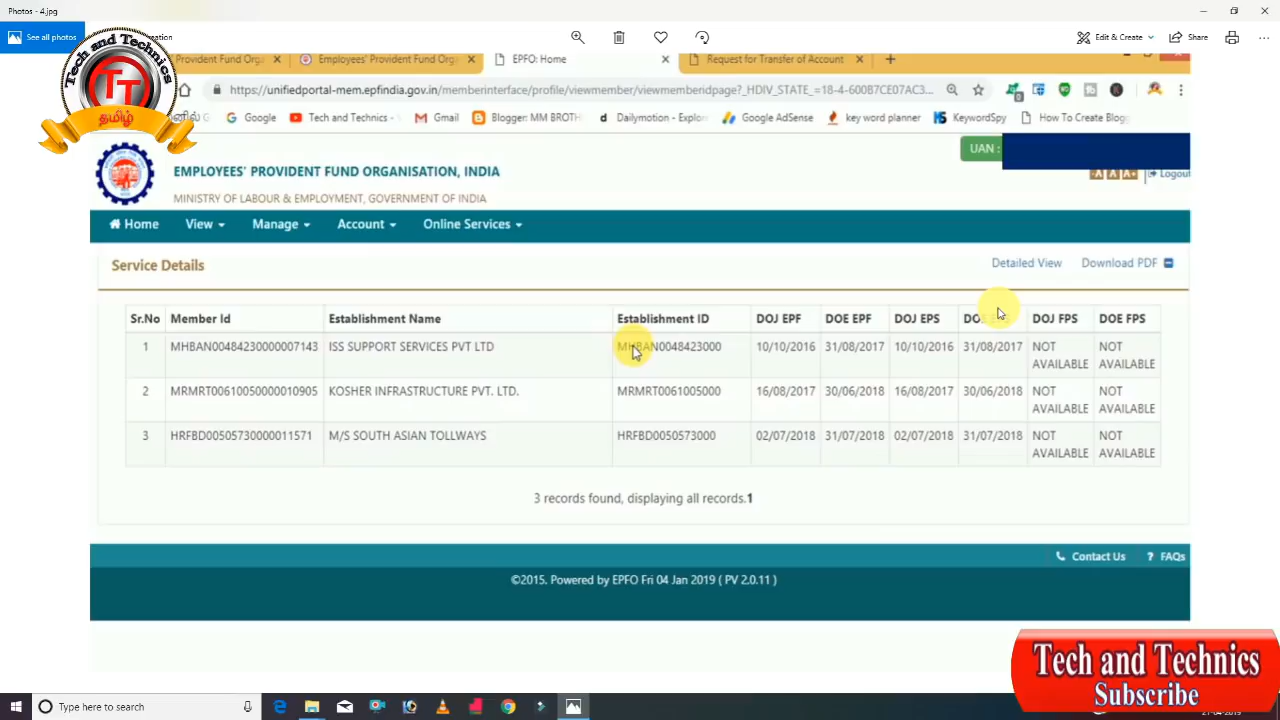 Photos - 4.jpg
See all photos
Edit & Create
Share
Tech and Technics
TT
தமிழ்
Provident Fund Orga
Employees' Provident Fund Org
EPFO: Home
Request for Transfer of Account
https://unifiedportal-mem.epfindia.gov.in/memberinterface/profile/viewmember/viewmemberidpage?_HDIV_STATE_=18-4-600B7CE07AC3...
Google
Tech and Technics -
Gmail
Blogger: MM BROTH
Dailymotion - Explor
Google AdSense
key word planner
KeywordSpy
How To Create Blog
UAN :
-A A A+ Logout
EMPLOYEES' PROVIDENT FUND ORGANISATION, INDIA
MINISTRY OF LABOUR & EMPLOYMENT, GOVERNMENT OF INDIA
Home View Manage Account Online Services
Service Details
Detailed View Download PDF
Sr.No Member Id Establishment Name Establishment ID DOJ EPF DOE EPF DOJ EPS DOJ FPS DOE FPS
1 MHBAN00484230000007143 ISS SUPPORT SERVICES PVT LTD MHBAN0048423000 10/10/2016 31/08/2017 10/10/2016 31/08/2017 NOT AVAILABLE NOT AVAILABLE
2 MRMRT00610050000010905 KOSHER INFRASTRUCTURE PVT. LTD. MRMRT0061005000 16/08/2017 30/06/2018 16/08/2017 30/06/2018 NOT AVAILABLE NOT AVAILABLE
3 HRFBD00505730000011571 M/S SOUTH ASIAN TOLLWAYS HRFBD0050573000 02/07/2018 31/07/2018 02/07/2018 31/07/2018 NOT AVAILABLE NOT AVAILABLE
3 records found, displaying all records.1
Contact Us ? FAQs
©2015. Powered by EPFO Fri 04 Jan 2019 ( PV 2.0.11 )
Tech and Technics
Subscribe
Type here to search